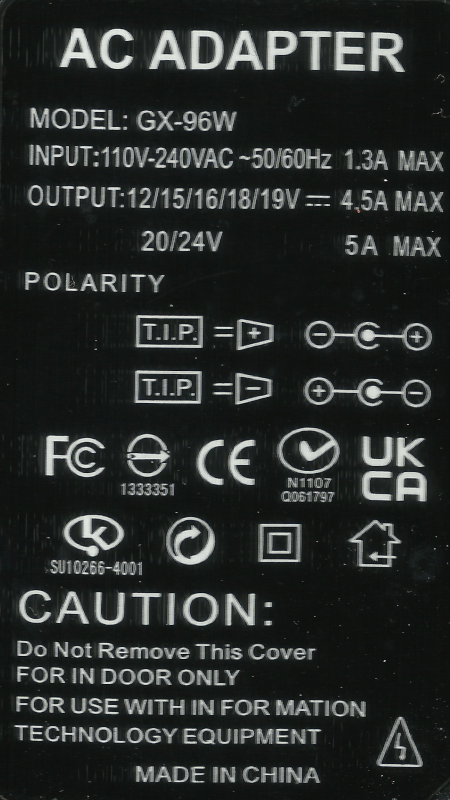 AC ADAPTER
MODEL: GX-96W
INPUT:110V-240VAC ~50/60Hz 1.3A MAX
OUTPUT:12/15/16/18/19V ⎓ 4.5A MAX
20/24V 5A MAX
POLARITY
T.I.P. = + − +
T.I.P. = − + −
FC CE UK CA
1333351
N1107
Q061797
SU10266-4001
CAUTION:
Do Not Remove This Cover
FOR IN DOOR ONLY
FOR USE WITH IN FOR MATION
TECHNOLOGY EQUIPMENT
MADE IN CHINA